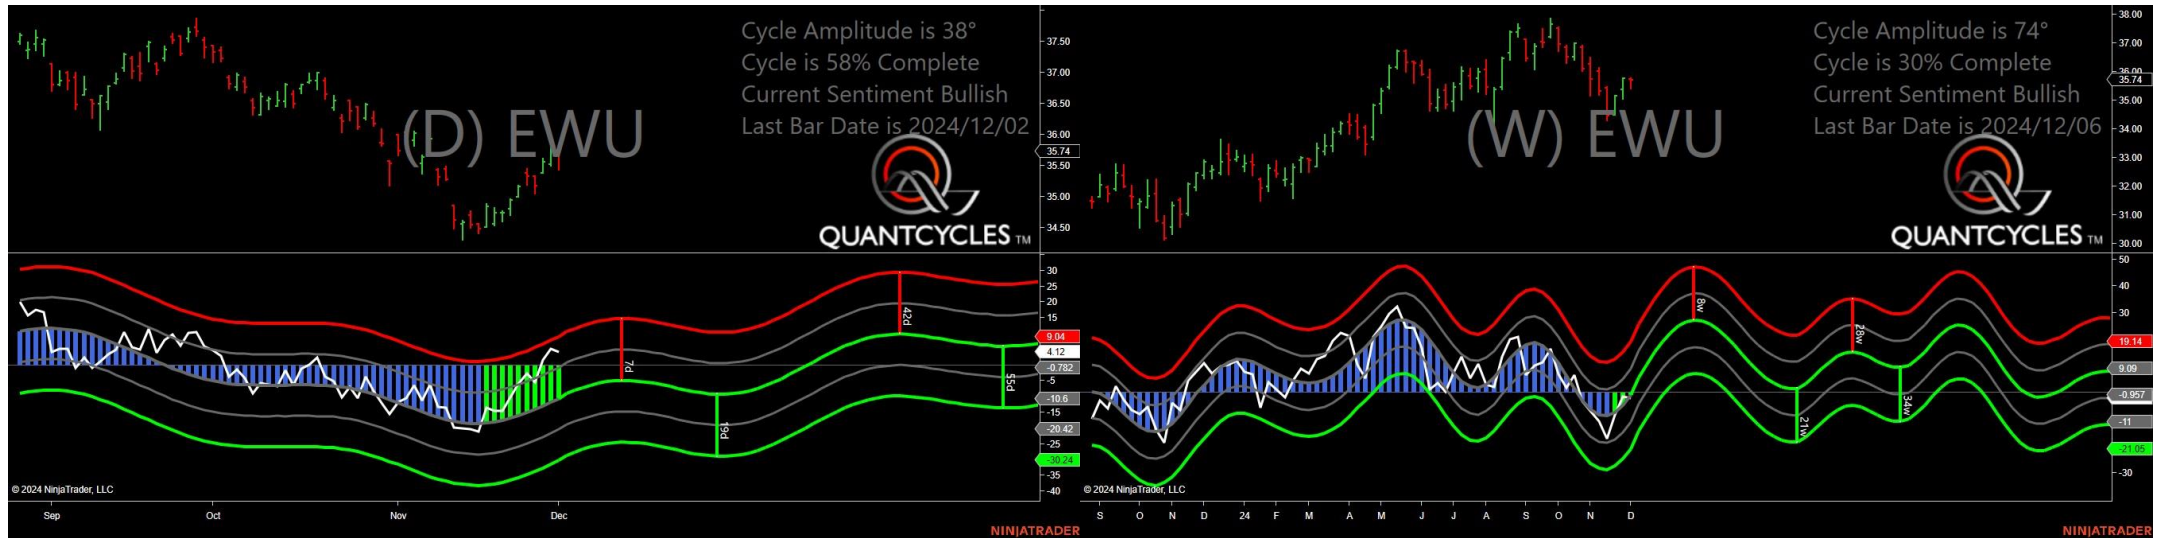 Cycle Amplitude is 38°
Cycle is 58% Complete
Current Sentiment Bullish
Last Bar Date is 2024/12/02
(D) EWU
QUANTCYCLES TM
37.50
37.00
36.50
36.00
35.74
35.50
35.00
34.50
30
25
20
15
9.04
4.12
-0.782
-5
-10.6
-15
-20.42
-25
-30.24
-35
-40
7d
19d
42d
55d
© 2024 NinjaTrader, LLC
Sep Oct Nov Dec
NINJATRADER
Cycle Amplitude is 74°
Cycle is 30% Complete
Current Sentiment Bullish
Last Bar Date is 2024/12/06
(W) EWU
QUANTCYCLES TM
38.00
37.00
36.00
35.74
35.00
34.00
33.00
32.00
31.00
30.00
50
40
30
19.14
9.09
-0.957
-11
-21.05
-30
8w
21w
28w
34w
© 2024 NinjaTrader, LLC
S O N D 24 F M A M J J A S O N D
NINJATRADER